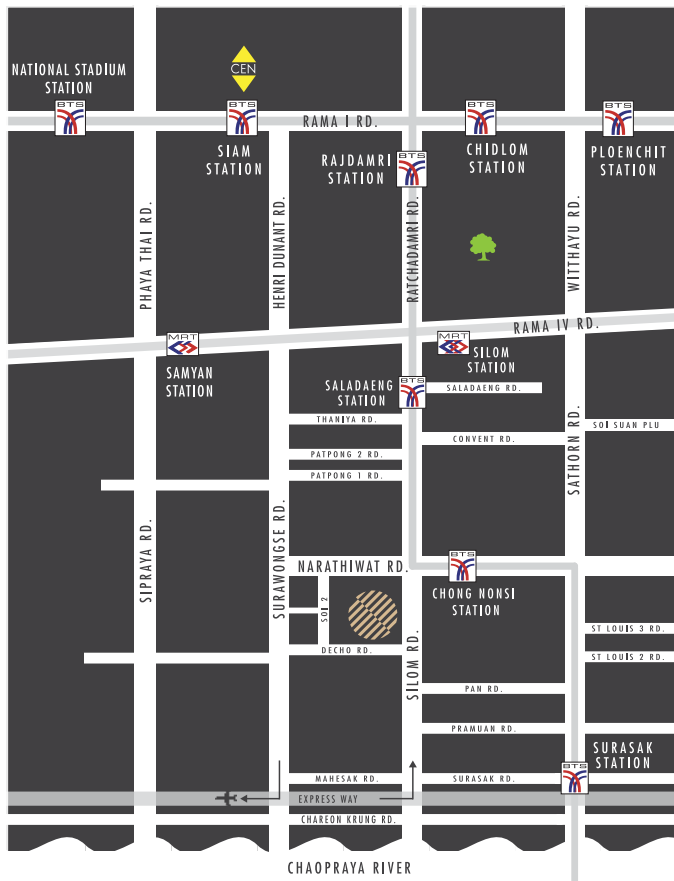 CEN
NATIONAL STADIUM
STATION
BTS
BTS
BTS
BTS
RAMA I RD.
SIAM
STATION
RAJDAMRI
STATION
BTS
CHIDLOM
STATION
PLOENCHIT
STATION
PHAYA THAI RD.
HENRI DUNANT RD.
RATCHADAMRI RD.
WITTHAYU RD.
RAMA IV RD.
MRT
SAMYAN
STATION
MRT
SILOM
STATION
SALADAENG
STATION
BTS
SALADAENG RD.
THANIYA RD.
CONVENT RD.
SOI SUAN PLU
PATPONG 2 RD.
PATPONG 1 RD.
SATHORN RD.
SIPRAYA RD.
SURAWONGSE RD.
NARATHIWAT RD.
BTS
CHONG NONSI
STATION
SOI 2
SILOM RD.
DECHO RD.
ST LOUIS 3 RD.
ST LOUIS 2 RD.
PAN RD.
PRAMUAN RD.
SURASAK
STATION
BTS
MAHESAK RD.
SURASAK RD.
EXPRESS WAY
CHAREON KRUNG RD.
CHAOPRAYA RIVER